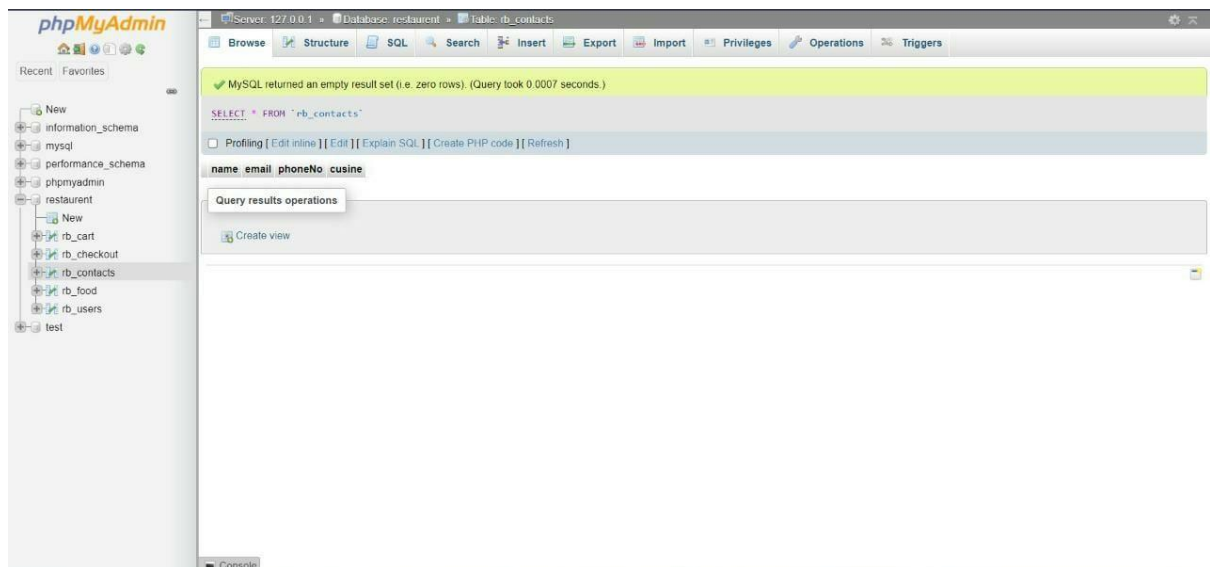 phpMyAdmin
Recent Favorites
New
information_schema
mysql
performance_schema
phpmyadmin
restaurent
New
rb_cart
rb_checkout
rb_contacts
rb_food
rb_users
test
Server: 127.0.0.1 » Database: restaurent » Table: rb_contacts
Browse Structure SQL Search Insert Export Import Privileges Operations Triggers
MySQL returned an empty result set (i.e. zero rows). (Query took 0.0007 seconds.)
SELECT * FROM `rb_contacts`
Profiling [ Edit inline ] [ Edit ] [ Explain SQL ] [ Create PHP code ] [ Refresh ]
name email phoneNo cusine
Query results operations
Create view
Console